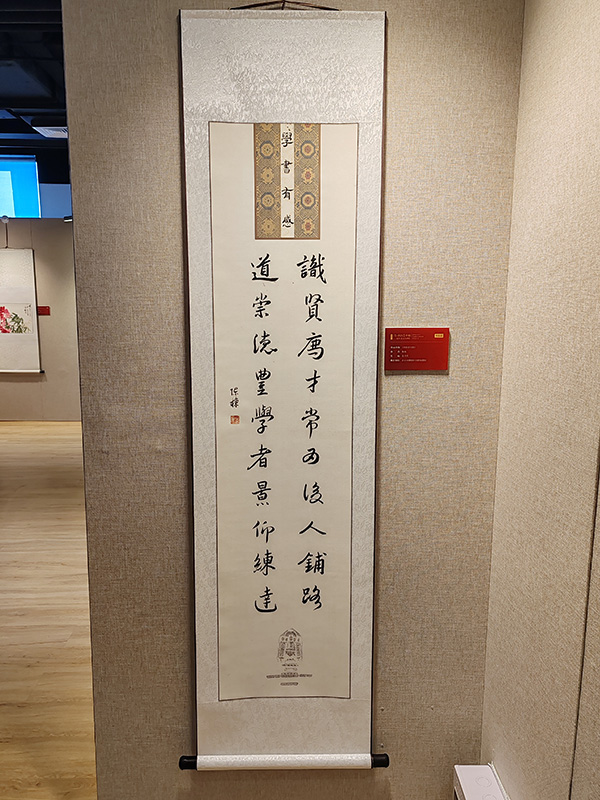 學書有感
識賢薦才常为後人鋪路
道崇德豐學者景仰練達